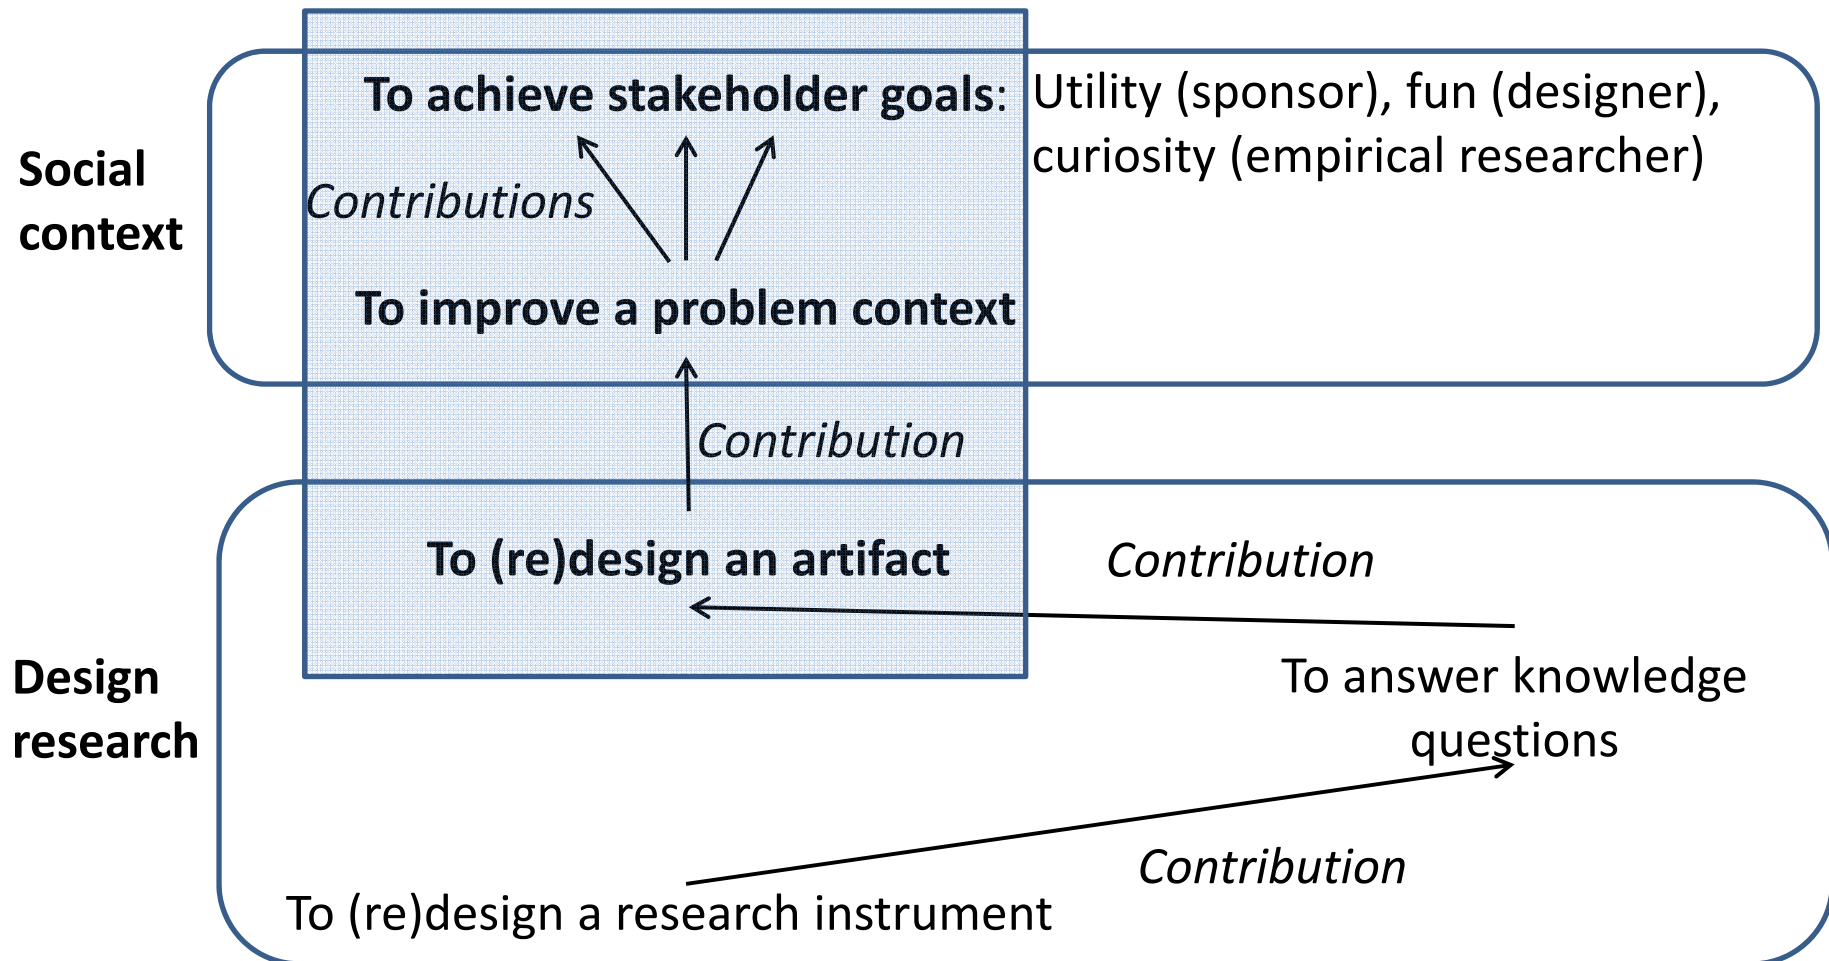 To achieve stakeholder goals: Utility (sponsor), fun (designer),
curiosity (empirical researcher)
Social
context
Contributions
To improve a problem context
Contribution
To (re)design an artifact
Contribution
Design
research
To answer knowledge
questions
Contribution
To (re)design a research instrument